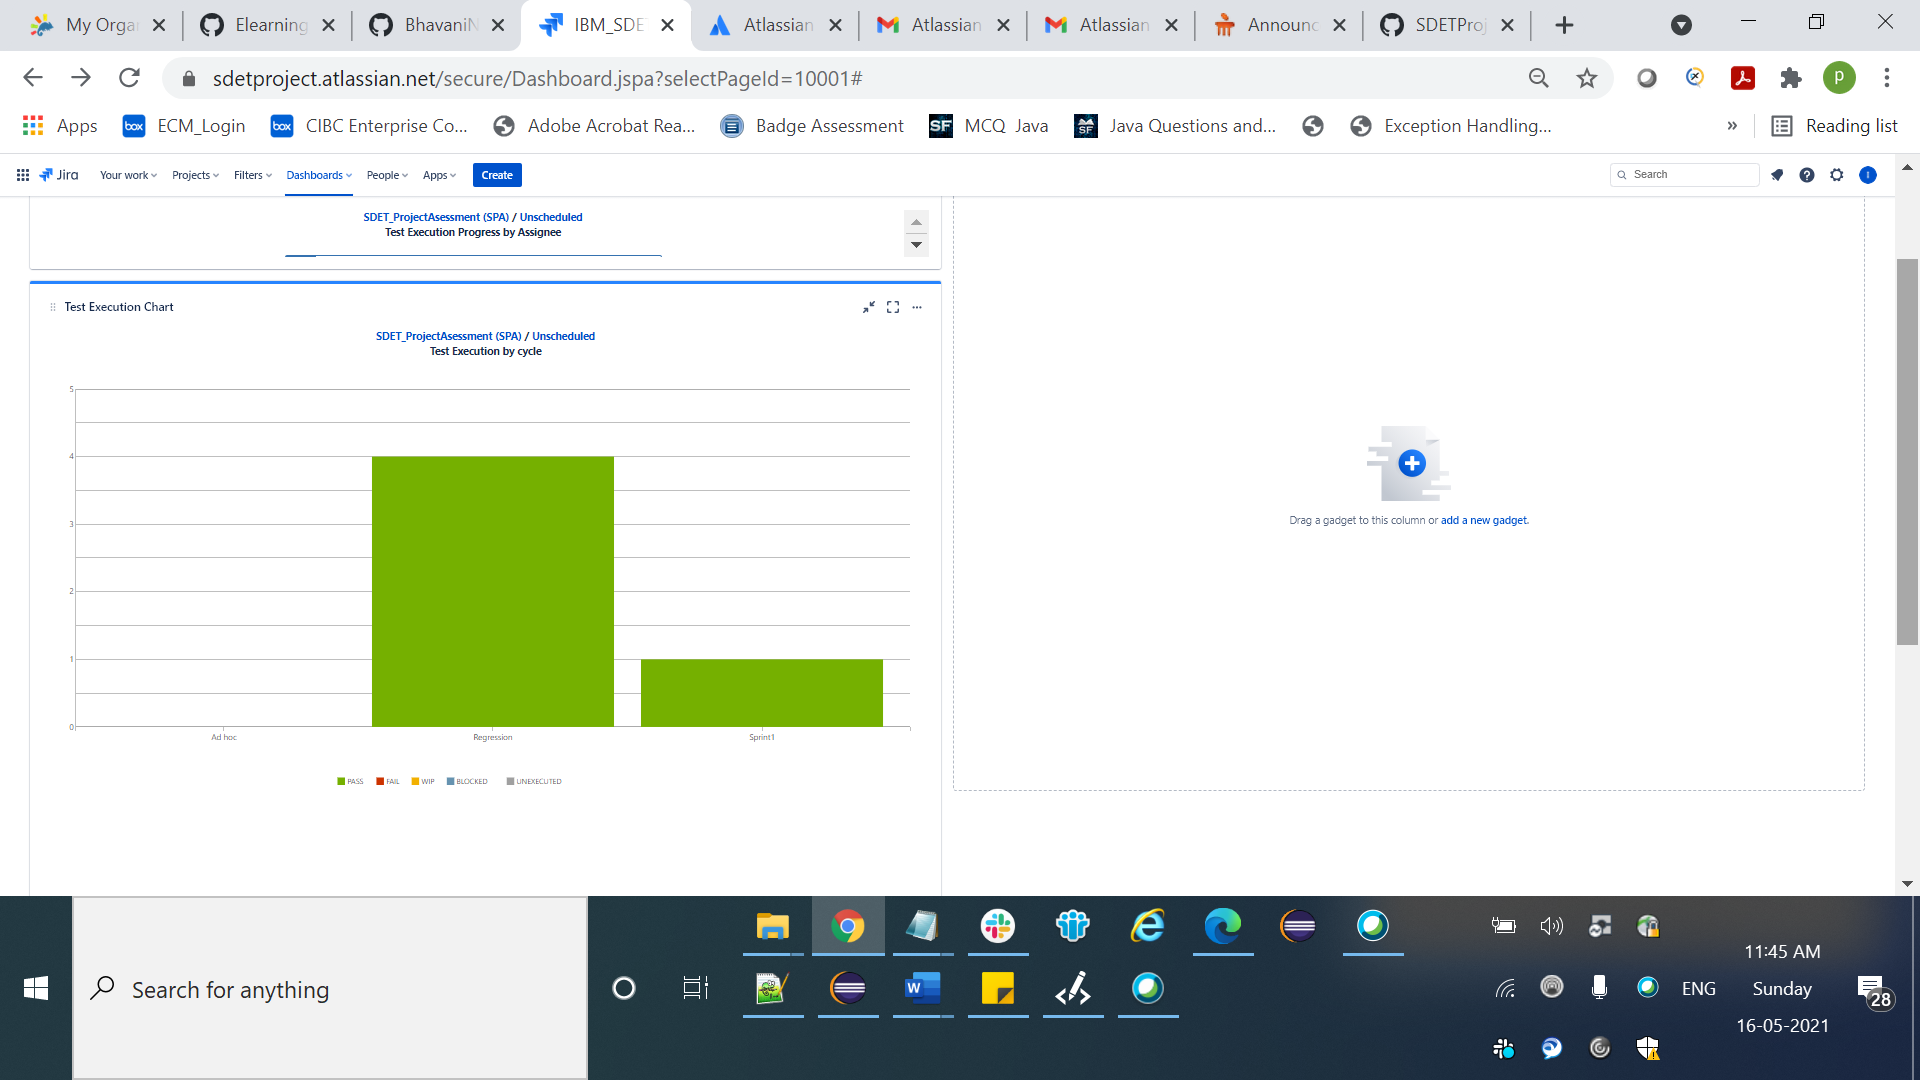 My Orga
Elearning
BhavaniN
IBM_SDE
Atlassian
Atlassian
Atlassian
Announc
SDETProj
sdetproject.atlassian.net/secure/Dashboard.jspa?selectPageId=10001#
p
Apps
box ECM_Login
box CIBC Enterprise Co...
Adobe Acrobat Rea...
Badge Assessment
SF MCQ Java
SF Java Questions and...
Exception Handling...
»
Reading list
Jira
Your work
Projects
Filters
Dashboards
People
Apps
Create
Search
I
SDET_ProjectAsessment (SPA) / Unscheduled
Test Execution Progress by Assignee
Test Execution Chart
SDET_ProjectAsessment (SPA) / Unscheduled
Test Execution by cycle
5
4
3
2
1
0
Ad hoc
Regression
Sprint1
PASS FAIL WIP BLOCKED UNEXECUTED
Drag a gadget to this column or add a new gadget.
Search for anything
W
ENG
11:45 AM
Sunday
16-05-2021
28